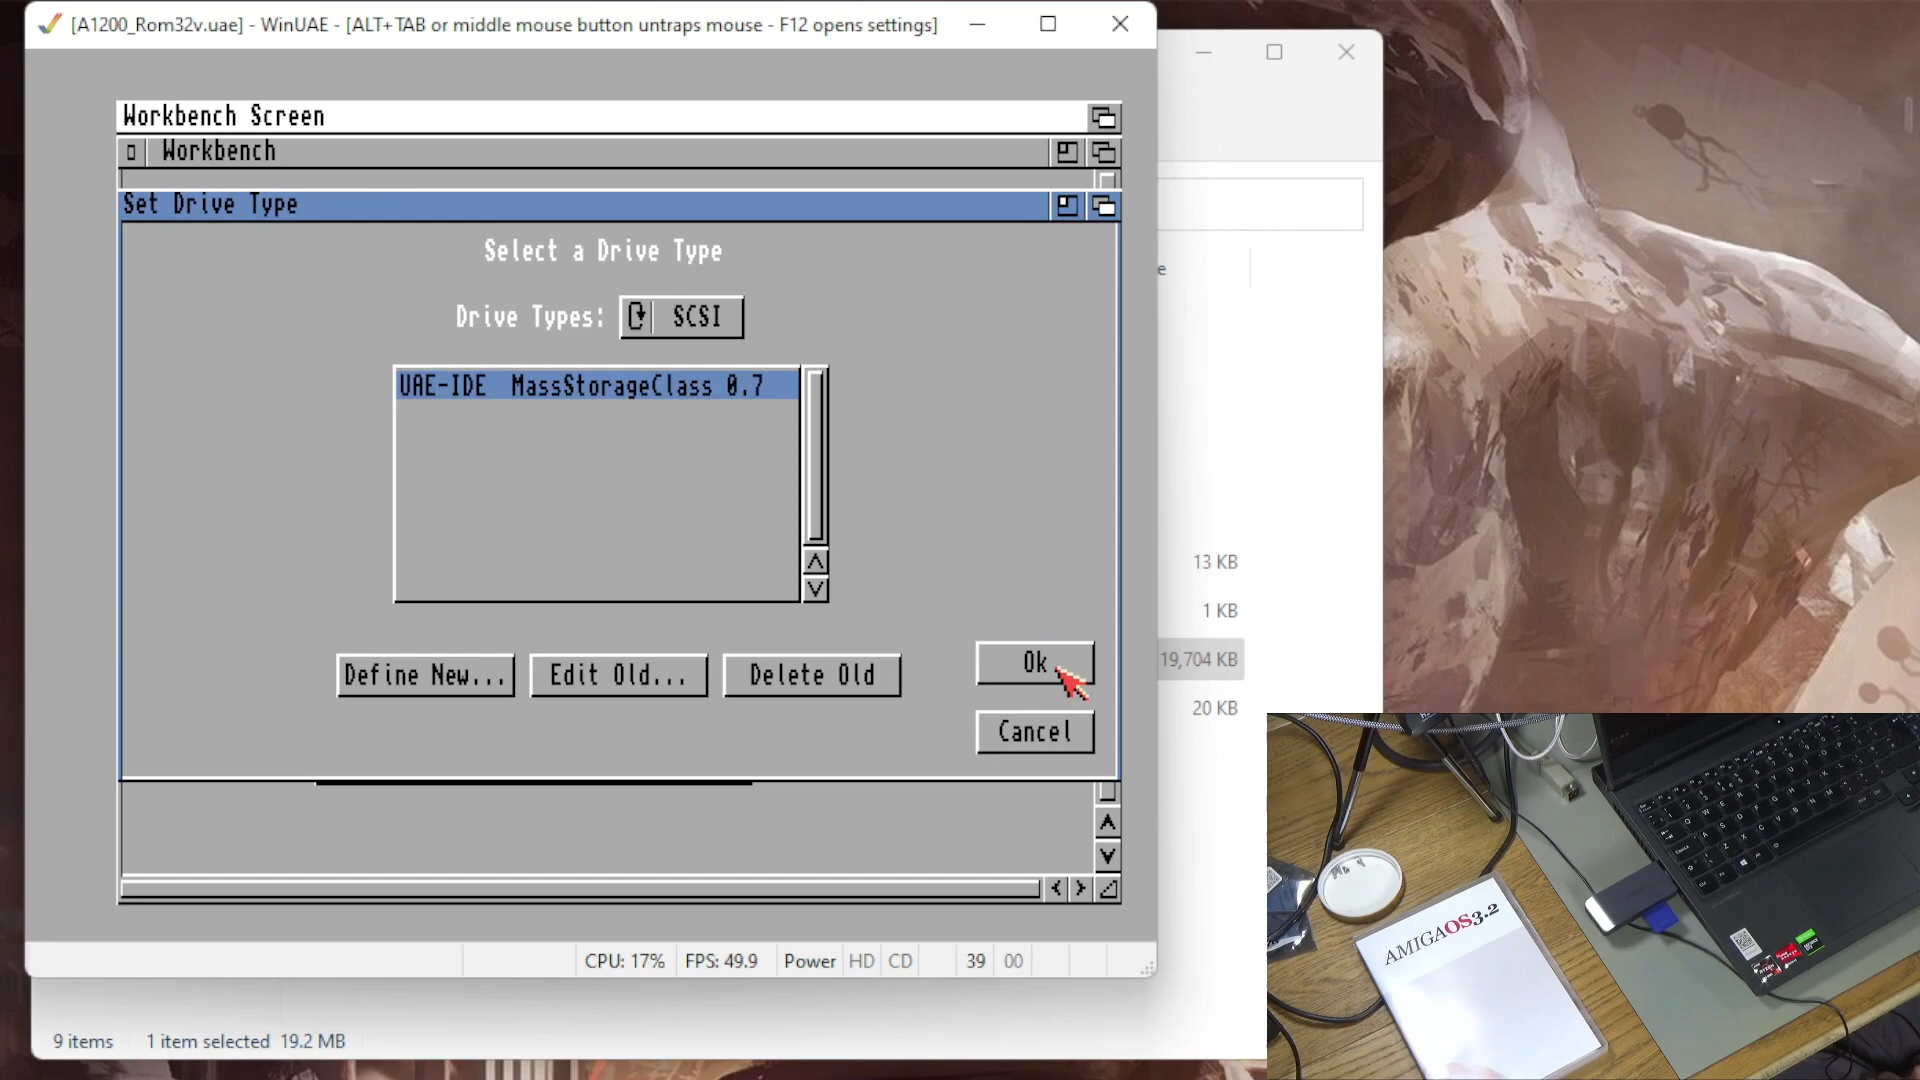 [A1200_Rom32v.uae] - WinUAE - [ALT+TAB or middle mouse button untraps mouse - F12 opens settings]
Workbench Screen
Workbench
Set Drive Type
Select a Drive Type
Drive Types: SCSI
UAE-IDE MassStorageClass 0.7
Define New... Edit Old... Delete Old
Ok
Cancel
e
13 KB
1 KB
19,704 KB
20 KB
CPU: 17% FPS: 49.9 Power HD CD 39 00
9 items 1 item selected 19.2 MB
AMIGAOS3.2